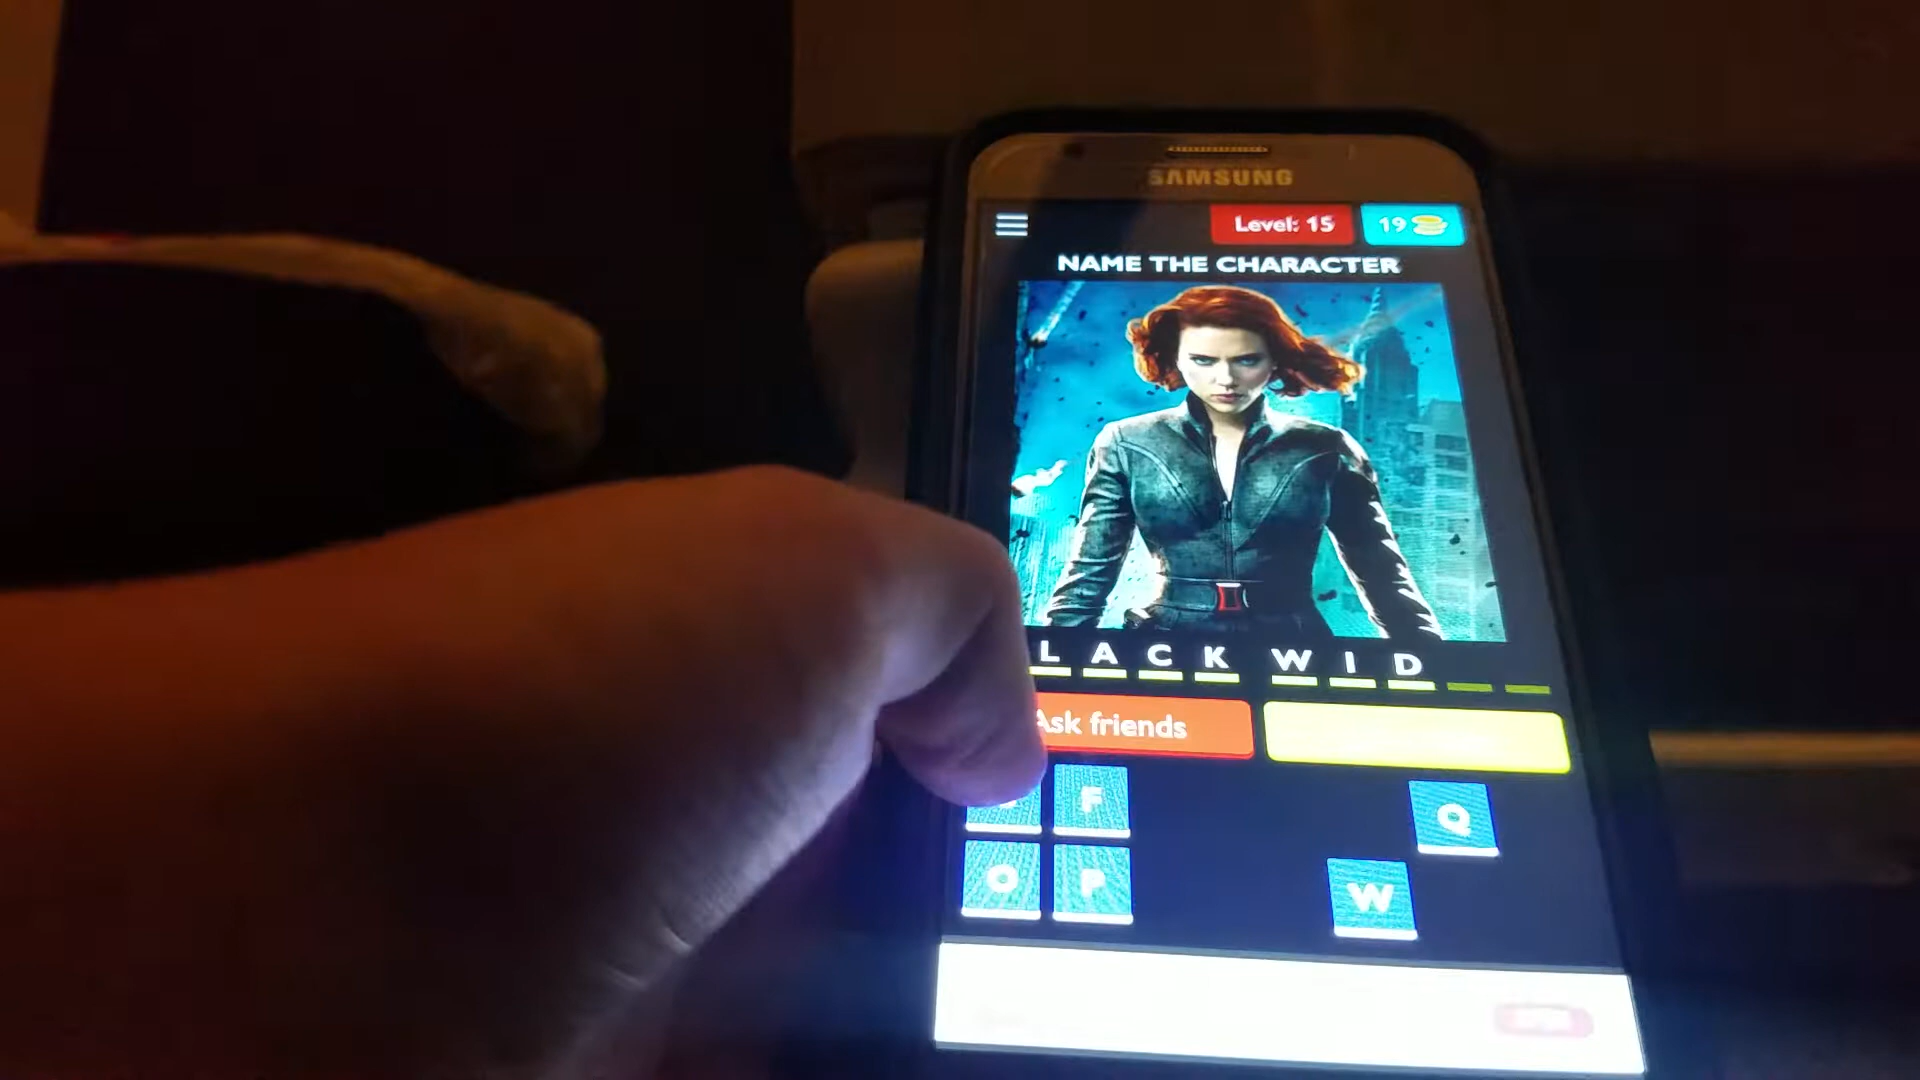 SAMSUNG
Level: 15 19
NAME THE CHARACTER
LACK WID
Ask friends
F Q
O P W